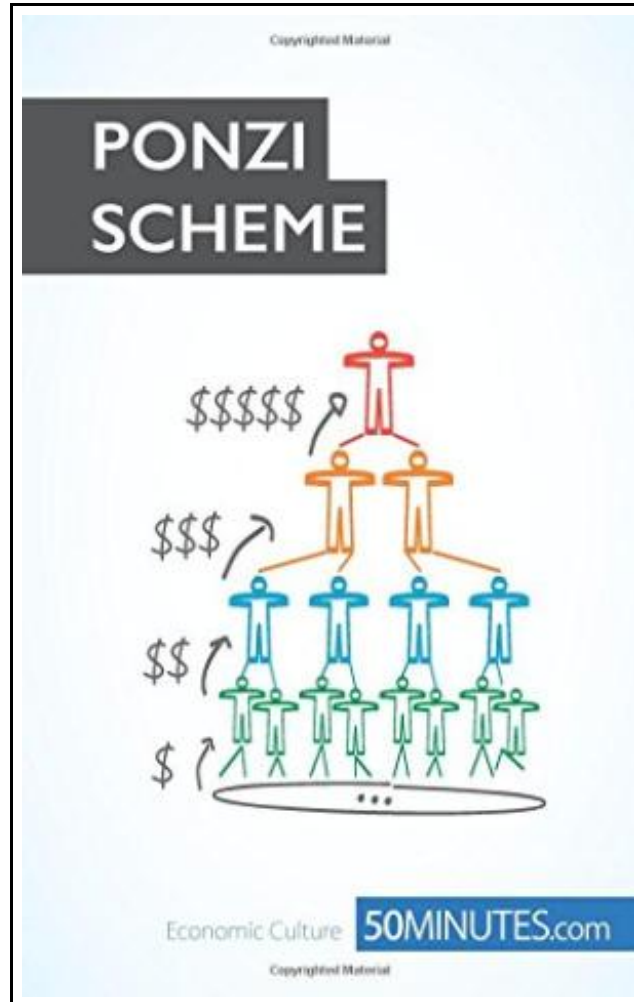 Copyrighted Material
PONZI
SCHEME
$$$$$
$$$
$$
$
...
Economic Culture 50MINUTES.com
Copyrighted Material